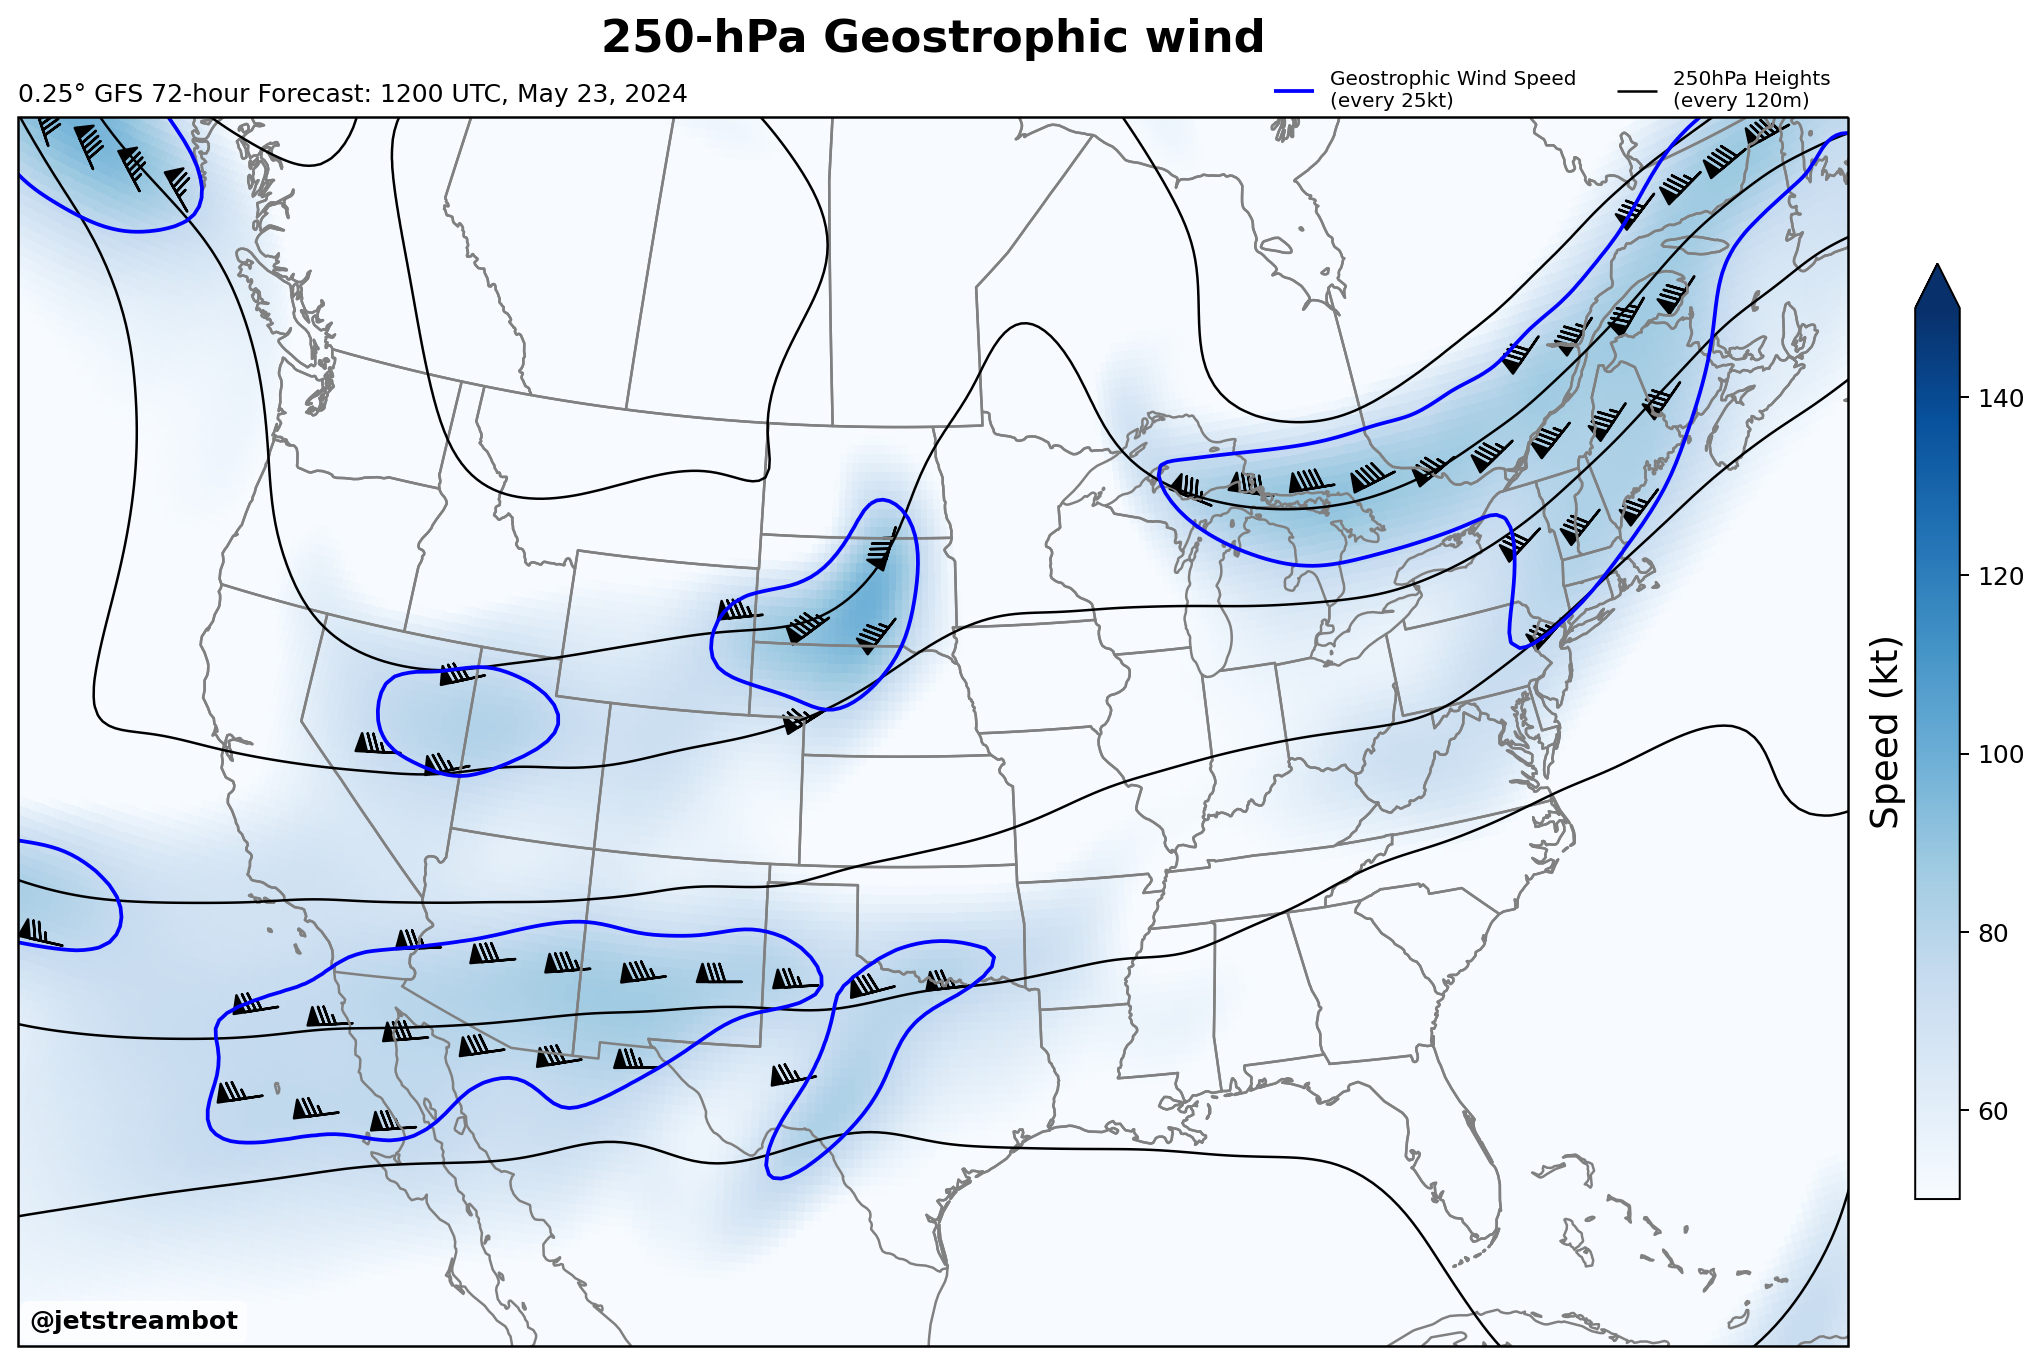 250-hPa Geostrophic wind
0.25° GFS 72-hour Forecast: 1200 UTC, May 23, 2024
Geostrophic Wind Speed
(every 25kt)
250hPa Heights
(every 120m)
140
120
100
80
60
Speed (kt)
@jetstreambot